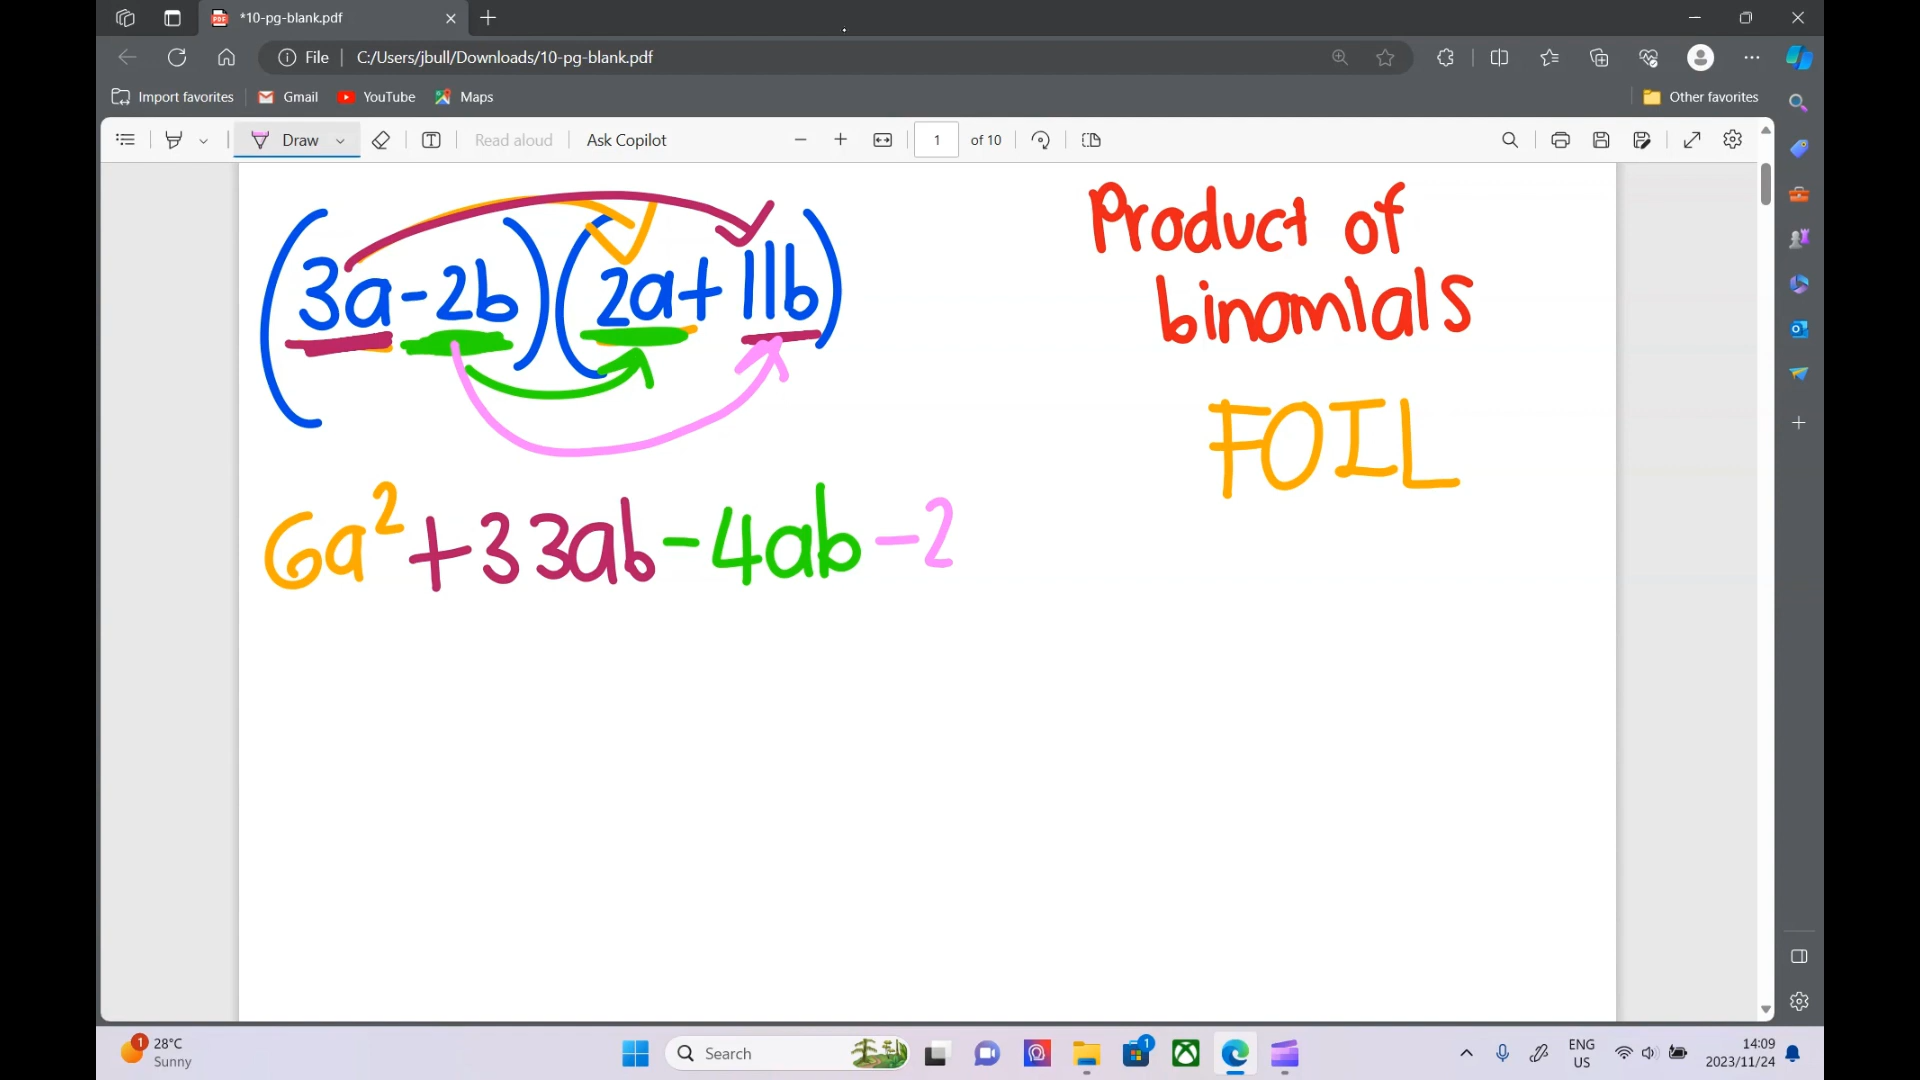 *10-pg-blank.pdf
File C:/Users/jbull/Downloads/10-pg-blank.pdf
Import favorites Gmail YouTube Maps Other favorites
Draw Read aloud Ask Copilot 1 of 10
(3a-2b)(2a+11b)
Product of
binomials
FOIL
6a²+33ab-4ab-2
1 28°C
Sunny
Search
1
ENG
US
14:09
2023/11/24